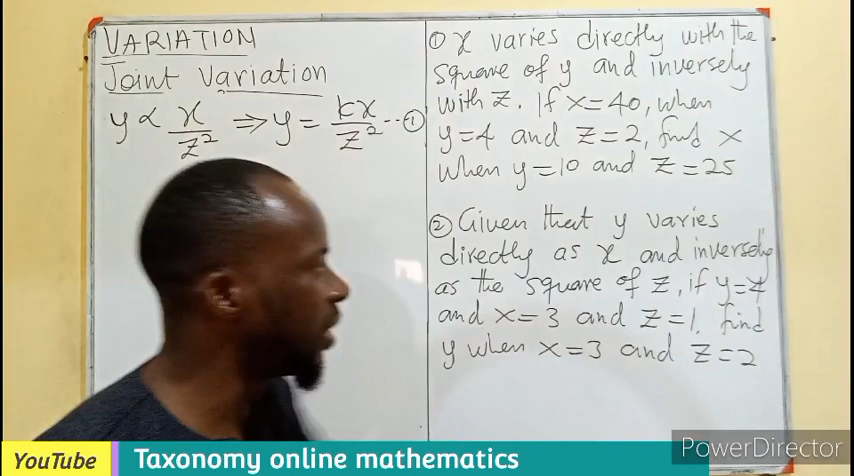 VARIATION
Joint Variation
y ∝ x/z² ⇒ y = kx/z² --- ①
① x varies directly with the
square of y and inversely
with z. If x=40, when
y=4 and z=2, find x
when y=10 and z=25
② Given that y varies
directly as x and inversely
as the square of z, if y=4
and x=3 and z=1, find
y when x=3 and z=2
PowerDirector
YouTube Taxonomy online mathematics